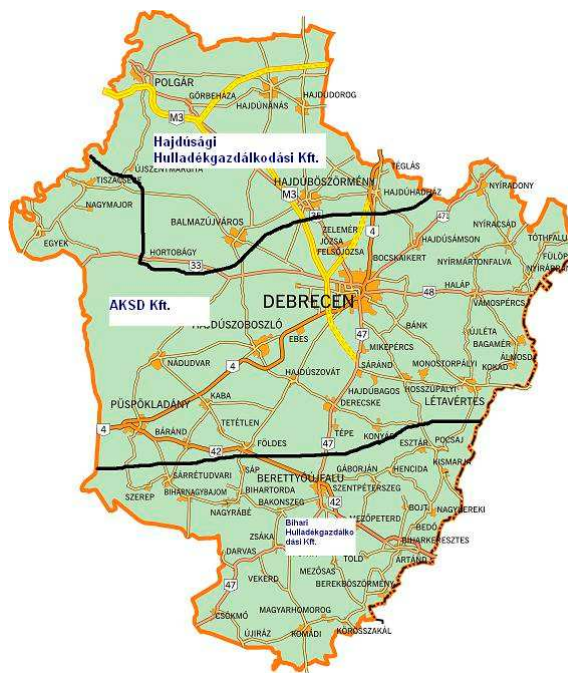 POLGÁR
GÖRBEHÁZA
HAJDÚNÁNÁS
HAJDÚDOROG
M3
Hajdúsági
Hulladékgazdálkodási Kft.
ÚJSZENTMARGITA
TÉGLÁS
TISZACSEGE
HAJDÚBÖSZÖRMÉNY
HAJDÚHADHÁZ
NYÍRADONY
NAGYMAJOR
M3
35
BALMAZÚJVÁROS
ZELEMÉR
JÓZSA
FELSŐJÓZSA
4
471
NYÍRACSÁD
EGYEK
HAJDÚSÁMSON
TÓTHFALU
HORTOBÁGY
33
BOCSKAIKERT
NYÍRMÁRTONFALVA
FÜLÖP
NYÍRÁBRÁNY
AKSD Kft.
DEBRECEN
48
HALÁP
VÁMOSPÉRCS
HAJDÚSZOBOSZLÓ
EBES
47
BÁNK
ÚJLÉTA
BAGAMÉR
MIKEPÉRCS
ÁLMOSD
NÁDUDVAR
4
SÁRÁND
MONOSTORPÁLYI
KOKAD
HAJDÚSZOVÁT
HAJDÚBAGOS
HOSSZÚPÁLYI
KABA
DERECSKE
LÉTAVÉRTES
PÜSPÖKLADÁNY
TETÉTLEN
4
BÁRÁND
42
FÖLDES
47
TÉPE
KONYÁR
ESZTÁR
POCSAJ
SÁRRÉTUDVARI
SÁP
GÁBORJÁN
HENCIDA
KISMARJA
BERETTYÓÚJFALU
SZEREP
BIHARNAGYBAJOM
BIHARTORDA
SZENTPÉTERSZEG
BAKONSZEG
42
NAGYRÁBÉ
BOJT
NAGYKEREKI
ZSÁKA
Bihari
Hulladékgazdálko
dási Kft.
MEZŐPETERD
BEDŐ
BIHARKERESZTES
DARVAS
TOLD
ÁRTÁND
47
VEKERD
MEZŐSAS
BEREKBÖSZÖRMÉNY
CSÖKMŐ
MAGYARHOMOROG
ÚJIRÁZ
KOMÁDI
KÖRÖSSZAKÁL